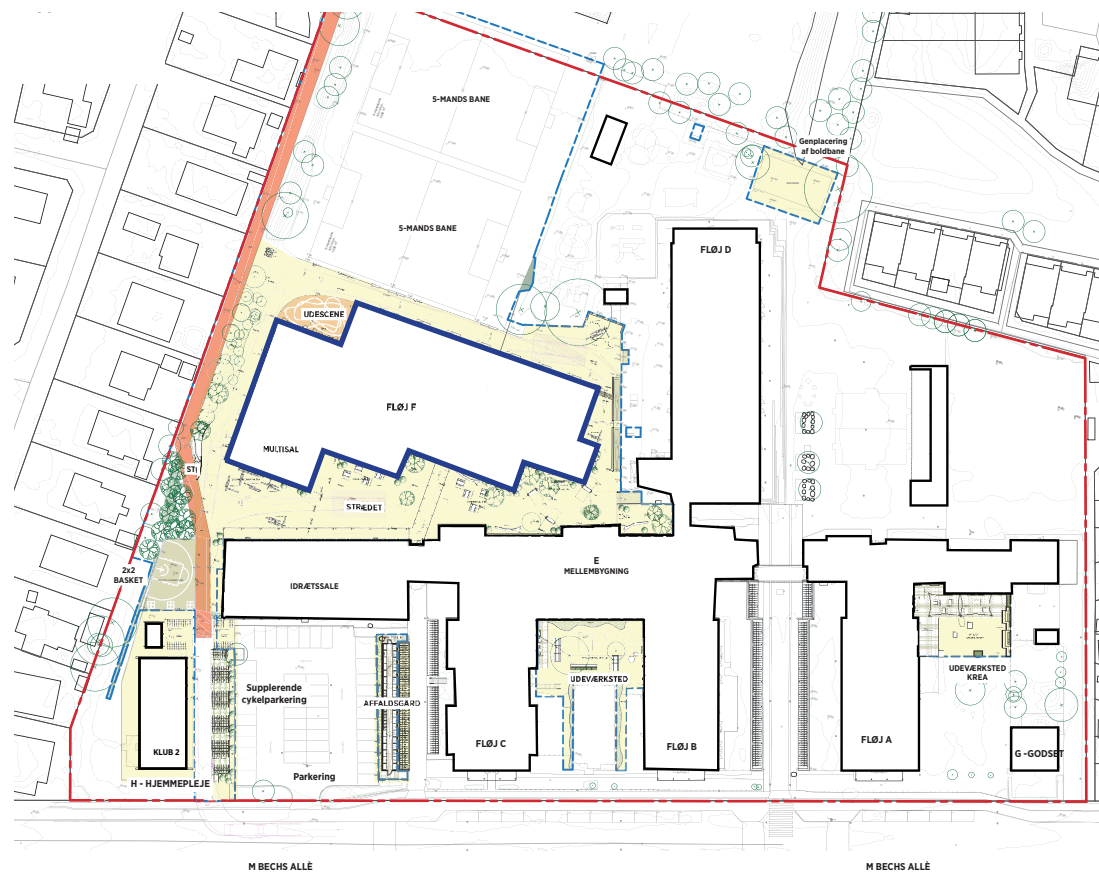 5-MANDS BANE
Genplacering
af boldbane
5-MANDS BANE
FLØJ D
UDESCENE
FLØJ F
MULTISAL
STI
STRÆDET
E
MELLEMBYGNING
2x2
BASKET
IDRÆTSSALE
UDEVÆRKSTED
KREA
UDEVÆRKSTED
Supplerende
cykelparkering
AFFALDSGÅRD
KLUB 2
FLØJ C
FLØJ B
FLØJ A
G -GODSET
Parkering
H - HJEMMEPLEJE
M BECHS ALLÈ
M BECHS ALLÈ